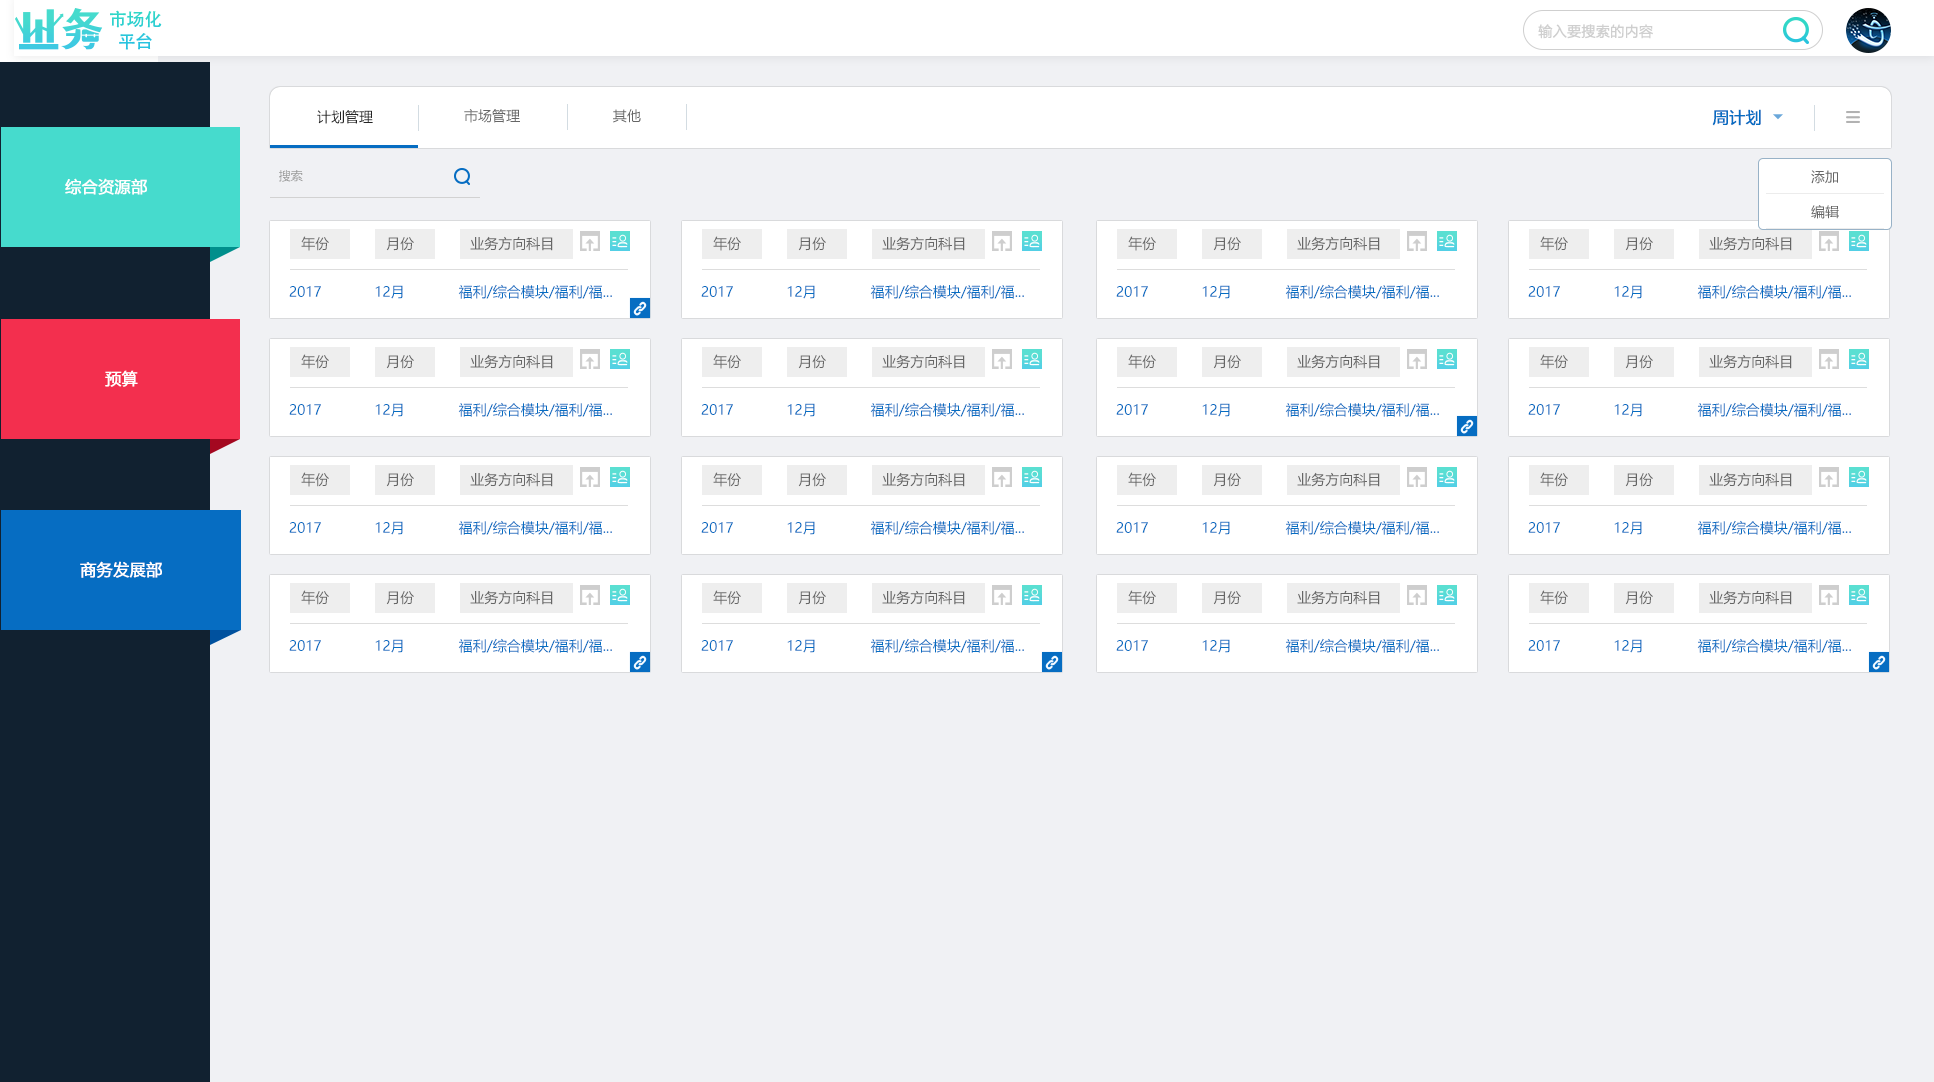 业务 市场化
平台
输入要搜索的内容
综合资源部
预算
商务发展部
计划管理 市场管理 其他 周计划
搜索
添加
编辑
年份 月份 业务方向科目 年份 月份 业务方向科目 年份 月份 业务方向科目 年份 月份 业务方向科目
2017 12月 福利/综合模块/福利/福... 2017 12月 福利/综合模块/福利/福... 2017 12月 福利/综合模块/福利/福... 2017 12月 福利/综合模块/福利/福...
年份 月份 业务方向科目 年份 月份 业务方向科目 年份 月份 业务方向科目 年份 月份 业务方向科目
2017 12月 福利/综合模块/福利/福... 2017 12月 福利/综合模块/福利/福... 2017 12月 福利/综合模块/福利/福... 2017 12月 福利/综合模块/福利/福...
年份 月份 业务方向科目 年份 月份 业务方向科目 年份 月份 业务方向科目 年份 月份 业务方向科目
2017 12月 福利/综合模块/福利/福... 2017 12月 福利/综合模块/福利/福... 2017 12月 福利/综合模块/福利/福... 2017 12月 福利/综合模块/福利/福...
年份 月份 业务方向科目 年份 月份 业务方向科目 年份 月份 业务方向科目 年份 月份 业务方向科目
2017 12月 福利/综合模块/福利/福... 2017 12月 福利/综合模块/福利/福... 2017 12月 福利/综合模块/福利/福... 2017 12月 福利/综合模块/福利/福...